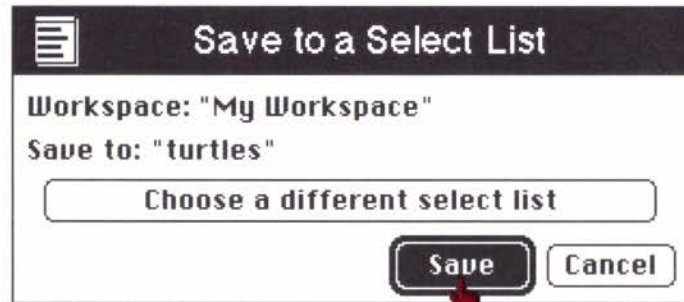 Save to a Select List
Workspace: "My Workspace"
Save to: "turtles"
Choose a different select list
Save
Cancel